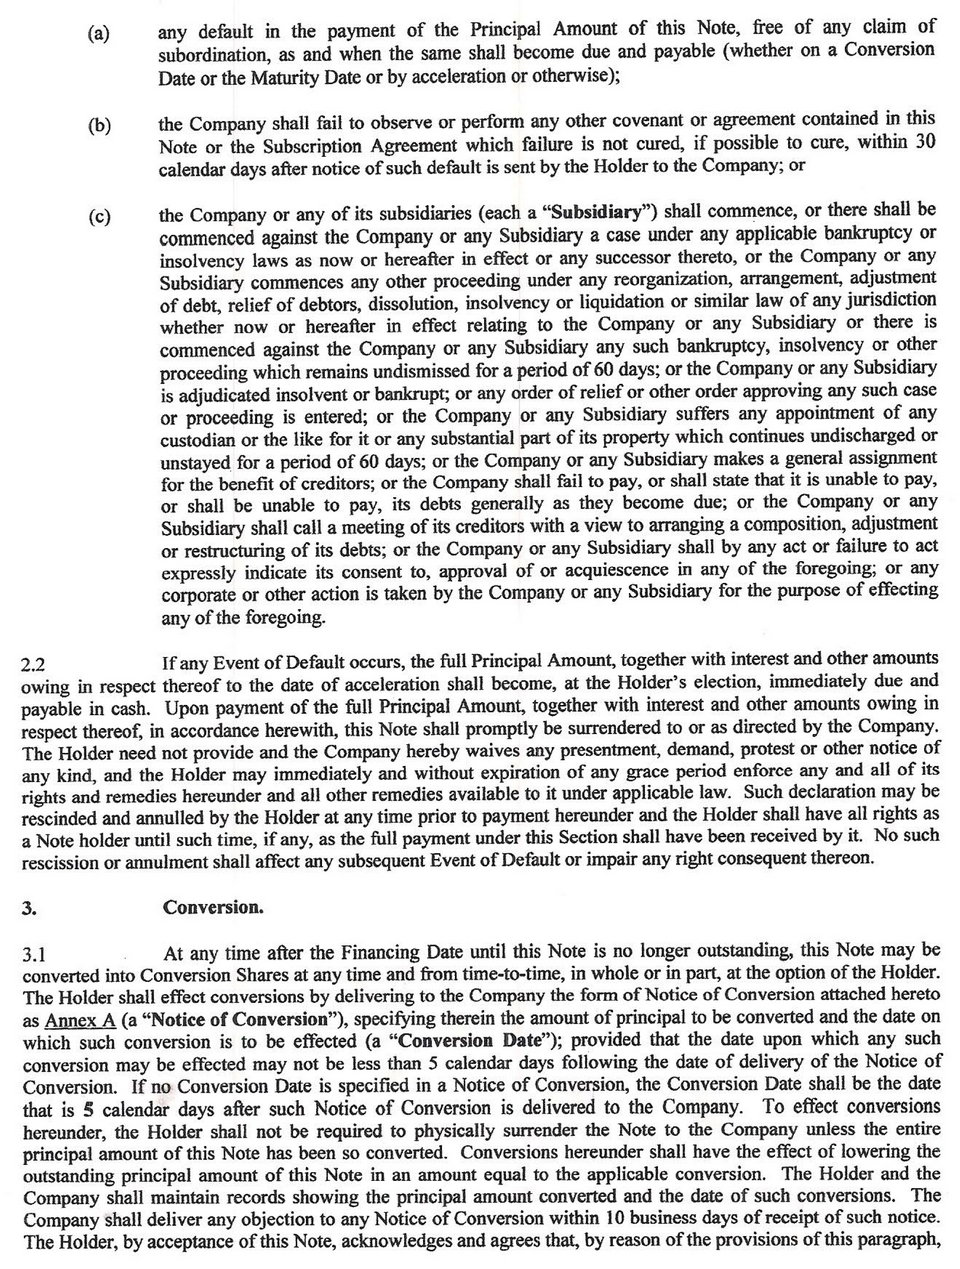 (a) any default in the payment of the Principal Amount of this Note, free of any claim of
subordination, as and when the same shall become due and payable (whether on a Conversion
Date or the Maturity Date or by acceleration or otherwise);
(b) the Company shall fail to observe or perform any other covenant or agreement contained in this
Note or the Subscription Agreement which failure is not cured, if possible to cure, within 30
calendar days after notice of such default is sent by the Holder to the Company; or
(c) the Company or any of its subsidiaries (each a “Subsidiary”) shall commence, or there shall be
commenced against the Company or any Subsidiary a case under any applicable bankruptcy or
insolvency laws as now or hereafter in effect or any successor thereto, or the Company or any
Subsidiary commences any other proceeding under any reorganization, arrangement, adjustment
of debt, relief of debtors, dissolution, insolvency or liquidation or similar law of any jurisdiction
whether now or hereafter in effect relating to the Company or any Subsidiary or there is
commenced against the Company or any Subsidiary any such bankruptcy, insolvency or other
proceeding which remains undismissed for a period of 60 days; or the Company or any Subsidiary
is adjudicated insolvent or bankrupt; or any order of relief or other order approving any such case
or proceeding is entered; or the Company or any Subsidiary suffers any appointment of any
custodian or the like for it or any substantial part of its property which continues undischarged or
unstayed for a period of 60 days; or the Company or any Subsidiary makes a general assignment
for the benefit of creditors; or the Company shall fail to pay, or shall state that it is unable to pay,
or shall be unable to pay, its debts generally as they become due; or the Company or any
Subsidiary shall call a meeting of its creditors with a view to arranging a composition, adjustment
or restructuring of its debts; or the Company or any Subsidiary shall by any act or failure to act
expressly indicate its consent to, approval of or acquiescence in any of the foregoing; or any
corporate or other action is taken by the Company or any Subsidiary for the purpose of effecting
any of the foregoing.
2.2 If any Event of Default occurs, the full Principal Amount, together with interest and other amounts
owing in respect thereof to the date of acceleration shall become, at the Holder’s election, immediately due and
payable in cash. Upon payment of the full Principal Amount, together with interest and other amounts owing in
respect thereof, in accordance herewith, this Note shall promptly be surrendered to or as directed by the Company.
The Holder need not provide and the Company hereby waives any presentment, demand, protest or other notice of
any kind, and the Holder may immediately and without expiration of any grace period enforce any and all of its
rights and remedies hereunder and all other remedies available to it under applicable law. Such declaration may be
rescinded and annulled by the Holder at any time prior to payment hereunder and the Holder shall have all rights as
a Note holder until such time, if any, as the full payment under this Section shall have been received by it. No such
rescission or annulment shall affect any subsequent Event of Default or impair any right consequent thereon.
3. Conversion.
3.1 At any time after the Financing Date until this Note is no longer outstanding, this Note may be
converted into Conversion Shares at any time and from time-to-time, in whole or in part, at the option of the Holder.
The Holder shall effect conversions by delivering to the Company the form of Notice of Conversion attached hereto
as Annex A (a “Notice of Conversion”), specifying therein the amount of principal to be converted and the date on
which such conversion is to be effected (a “Conversion Date”); provided that the date upon which any such
conversion may be effected may not be less than 5 calendar days following the date of delivery of the Notice of
Conversion. If no Conversion Date is specified in a Notice of Conversion, the Conversion Date shall be the date
that is 5 calendar days after such Notice of Conversion is delivered to the Company. To effect conversions
hereunder, the Holder shall not be required to physically surrender the Note to the Company unless the entire
principal amount of this Note has been so converted. Conversions hereunder shall have the effect of lowering the
outstanding principal amount of this Note in an amount equal to the applicable conversion. The Holder and the
Company shall maintain records showing the principal amount converted and the date of such conversions. The
Company shall deliver any objection to any Notice of Conversion within 10 business days of receipt of such notice.
The Holder, by acceptance of this Note, acknowledges and agrees that, by reason of the provisions of this paragraph,